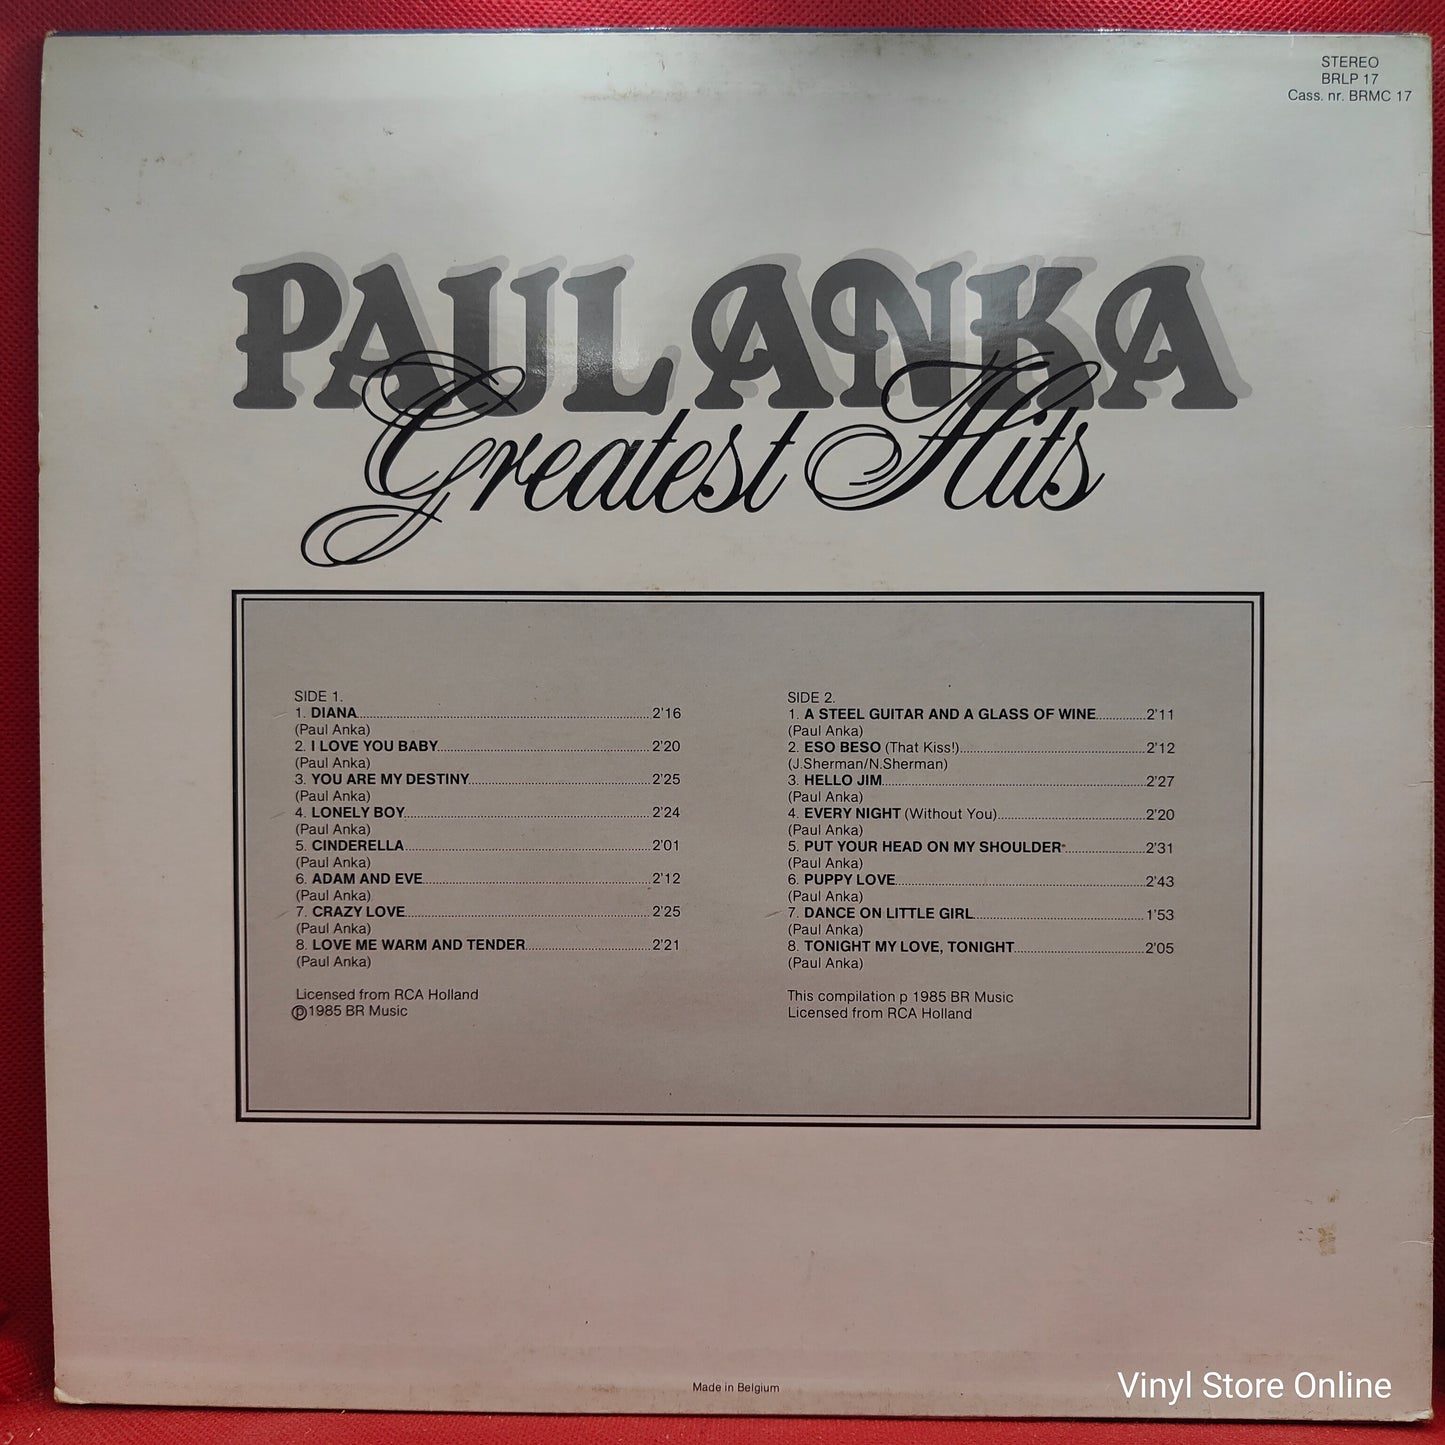 STEREO
BRLP 17
Cass. nr. BRMC 17
PAUL ANKA
Greatest Hits
SIDE 1.
1. DIANA 2'16
(Paul Anka)
2. I LOVE YOU BABY 2'20
(Paul Anka)
3. YOU ARE MY DESTINY 2'25
(Paul Anka)
4. LONELY BOY 2'24
(Paul Anka)
5. CINDERELLA 2'01
(Paul Anka)
6. ADAM AND EVE 2'12
(Paul Anka)
7. CRAZY LOVE 2'25
(Paul Anka)
8. LOVE ME WARM AND TENDER 2'21
(Paul Anka)
Licensed from RCA Holland
℗ 1985 BR Music
SIDE 2.
1. A STEEL GUITAR AND A GLASS OF WINE 2'11
(Paul Anka)
2. ESO BESO (That Kiss!) 2'12
(J.Sherman/N.Sherman)
3. HELLO JIM 2'27
(Paul Anka)
4. EVERY NIGHT (Without You) 2'20
(Paul Anka)
5. PUT YOUR HEAD ON MY SHOULDER 2'31
(Paul Anka)
6. PUPPY LOVE 2'43
(Paul Anka)
7. DANCE ON LITTLE GIRL 1'53
(Paul Anka)
8. TONIGHT MY LOVE, TONIGHT 2'05
(Paul Anka)
This compilation p 1985 BR Music
Licensed from RCA Holland
Made in Belgium
Vinyl Store Online